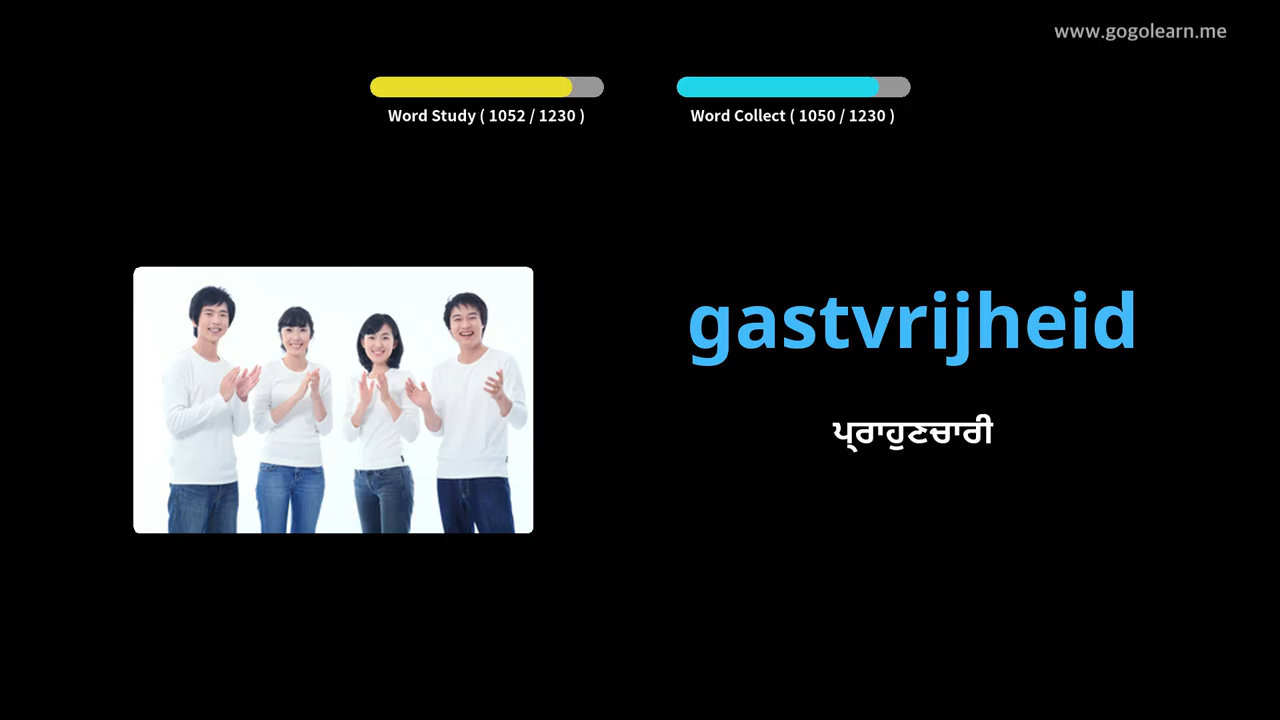 www.gogolearn.me
Word Study ( 1052 / 1230 )
Word Collect ( 1050 / 1230 )
gastvrijheid
ਪ੍ਰਾਹੁਣਚਾਰੀ